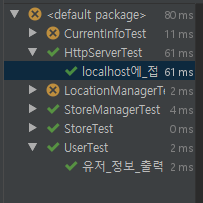 <default package> 80 ms
CurrentInfoTest 11 ms
HttpServerTest 61 ms
localhost에_접 61 ms
LocationManagerTe 2 ms
StoreManagerTest 4 ms
StoreTest 0 ms
UserTest 2 ms
유저_정보_출력 2 ms